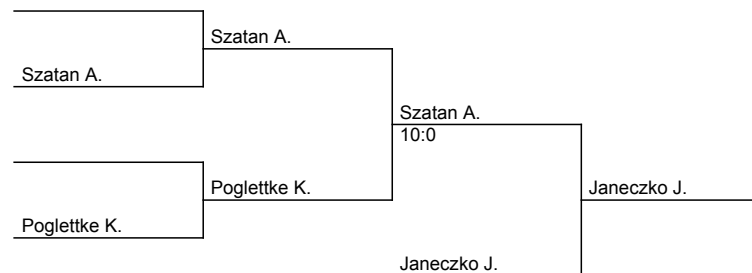 Szatan A.
Szatan A.
Szatan A.
10:0
Poglettke K.
Janeczko J.
Poglettke K.
Janeczko J.